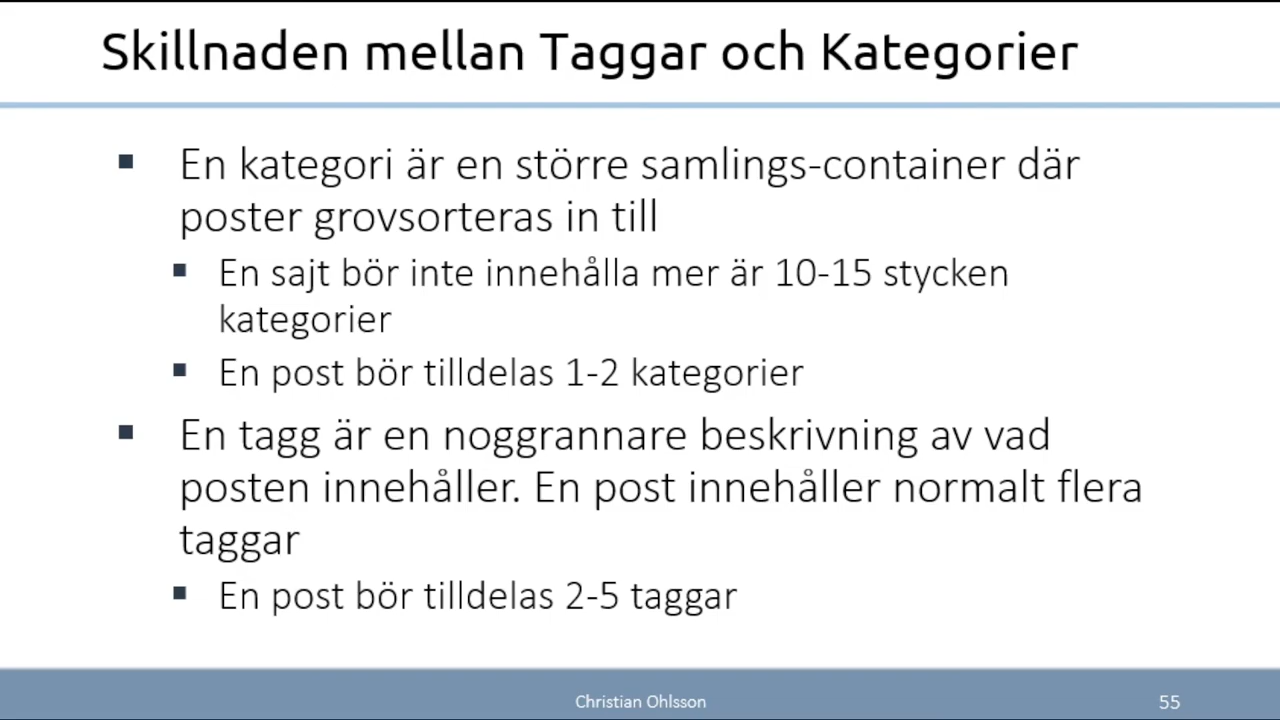 Skillnaden mellan Taggar och Kategorier
En kategori är en större samlings-container där
poster grovsorteras in till
En sajt bör inte innehålla mer är 10-15 stycken
kategorier
En post bör tilldelas 1-2 kategorier
En tagg är en noggrannare beskrivning av vad
posten innehåller. En post innehåller normalt flera
taggar
En post bör tilldelas 2-5 taggar
Christian Ohlsson
55